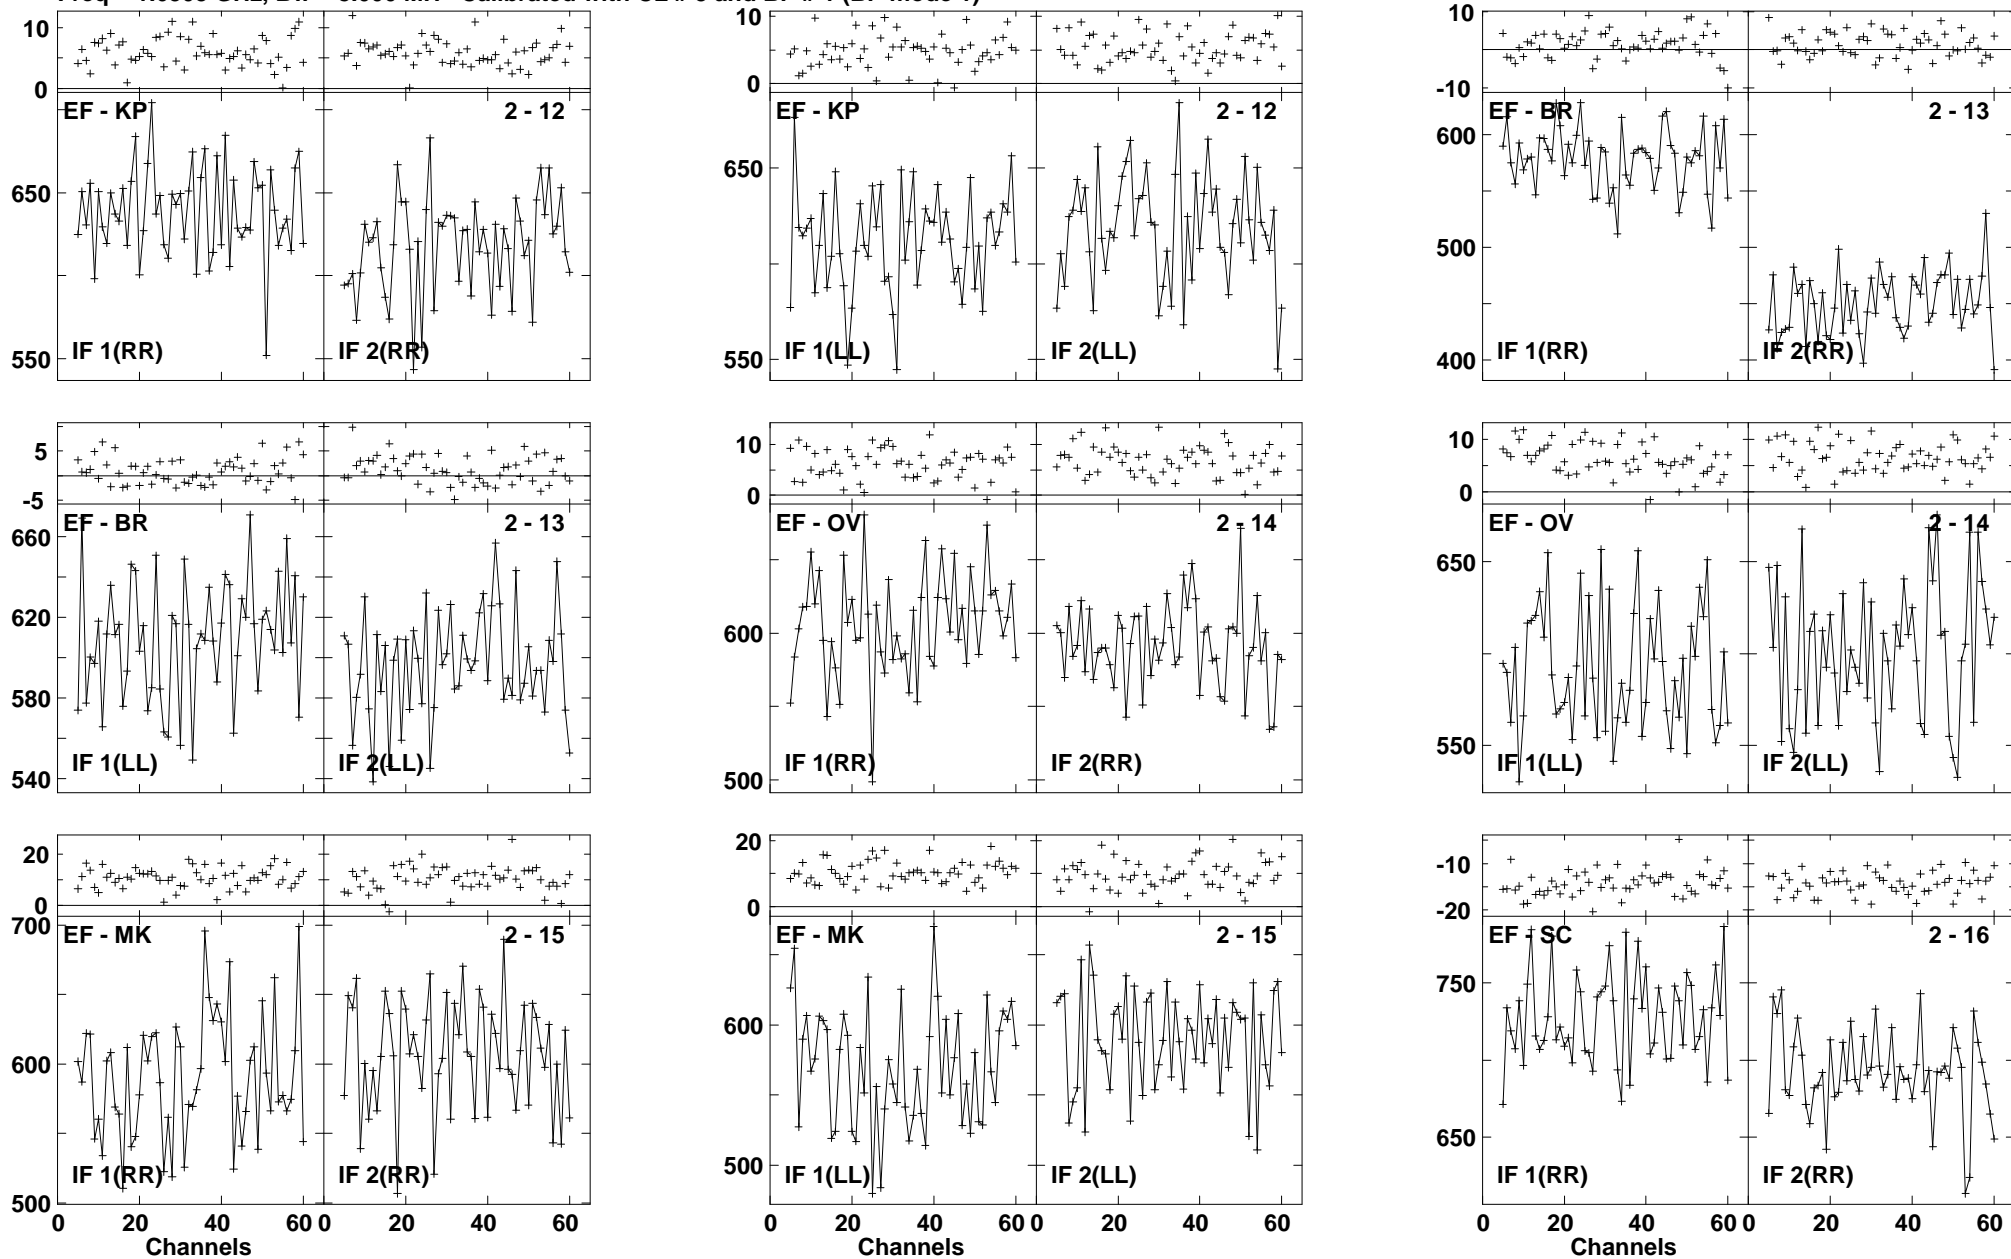 10
0
10
0
10
-10
EF - KP
2 - 12
EF - KP
2 - 12
EF - BR
2 - 13
650
550
650
550
600
500
400
IF 1(RR)
IF 2(RR)
IF 1(LL)
IF 2(LL)
IF 1(RR)
IF 2(RR)
5
-5
10
0
10
0
EF - BR
2 - 13
EF - OV
2 - 14
EF - OV
2 - 14
660
620
580
540
600
500
650
550
IF 1(LL)
IF 2(LL)
IF 1(RR)
IF 2(RR)
IF 1(LL)
IF 2(LL)
20
0
20
0
-10
-20
EF - MK
2 - 15
EF - MK
2 - 15
EF - SC
2 - 16
700
600
500
600
500
750
650
IF 1(RR)
IF 2(RR)
IF 1(LL)
IF 2(LL)
IF 1(RR)
IF 2(RR)
0 20 40 60 0 20 40 60
0 20 40 60 0 20 40 60
0 20 40 60 0 20 40 60
Channels
Channels
Channels